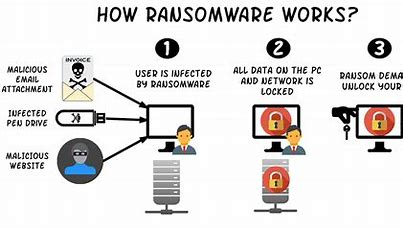 HOW RANSOMWARE WORKS?
1
USER IS INFECTED
BY RANSOMWARE
2
ALL DATA ON THE PC
AND NETWORK IS
LOCKED
3
RANSOM DEMA
UNLOCK YOUR
MALICIOUS
EMAIL
ATTACHMENT
INVOICE
INFECTED
PEN DRIVE
MALICIOUS
WEBSITE